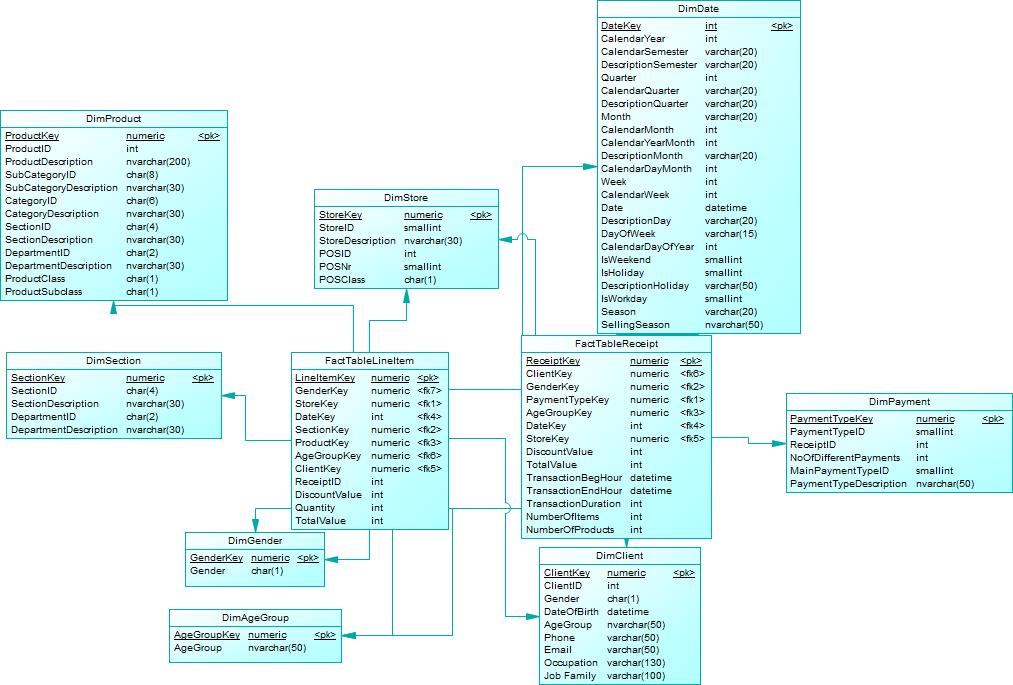 DimDate
DateKey int <pk>
CalendarYear int
CalendarSemester varchar(20)
DescriptionSemester varchar(20)
Quarter int
CalendarQuarter varchar(20)
DescriptionQuarter varchar(20)
Month varchar(20)
CalendarMonth int
CalendarYearMonth int
DescriptionMonth varchar(20)
CalendarDayMonth int
Week int
CalendarWeek int
Date datetime
DescriptionDay varchar(20)
DayOfWeek varchar(15)
CalendarDayOfYear int
IsWeekend smallint
IsHoliday smallint
DescriptionHoliday varchar(50)
IsWorkday smallint
Season varchar(20)
SellingSeason nvarchar(50)
DimProduct
ProductKey numeric <pk>
ProductID int
ProductDescription nvarchar(200)
SubCategoryID char(8)
SubCategoryDescription nvarchar(30)
CategoryID char(6)
CategoryDescription nvarchar(30)
SectionID char(4)
SectionDescription nvarchar(30)
DepartmentID char(2)
DepartmentDescription nvarchar(30)
ProductClass char(1)
ProductSubclass char(1)
DimStore
StoreKey numeric <pk>
StoreID smallint
StoreDescription nvarchar(30)
POSID int
POSNr smallint
POSClass char(1)
DimSection
SectionKey numeric <pk>
SectionID char(4)
SectionDescription nvarchar(30)
DepartmentID char(2)
DepartmentDescription nvarchar(30)
FactTableLineItem
LineItemKey numeric <pk>
GenderKey numeric <fk7>
StoreKey numeric <fk1>
DateKey int <fk4>
SectionKey numeric <fk2>
ProductKey numeric <fk3>
AgeGroupKey numeric <fk6>
ClientKey numeric <fk5>
ReceiptID int
DiscountValue int
Quantity int
TotalValue int
FactTableReceipt
ReceiptKey numeric <pk>
ClientKey numeric <fk6>
GenderKey numeric <fk2>
PaymentTypeKey numeric <fk1>
AgeGroupKey numeric <fk3>
DateKey int <fk4>
StoreKey numeric <fk5>
DiscountValue int
TotalValue int
TransactionBegHour datetime
TransactionEndHour datetime
TransactionDuration int
NumberOfItems int
NumberOfProducts int
DimPayment
PaymentTypeKey numeric <pk>
PaymentTypeID smallint
ReceiptID int
NoOfDifferentPayments int
MainPaymentTypeID smallint
PaymentTypeDescription nvarchar(50)
DimGender
GenderKey numeric <pk>
Gender char(1)
DimClient
ClientKey numeric <pk>
ClientID int
Gender char(1)
DateOfBirth datetime
AgeGroup nvarchar(50)
Phone varchar(50)
Email varchar(50)
Occupation varchar(130)
Job Family varchar(100)
DimAgeGroup
AgeGroupKey numeric <pk>
AgeGroup nvarchar(50)